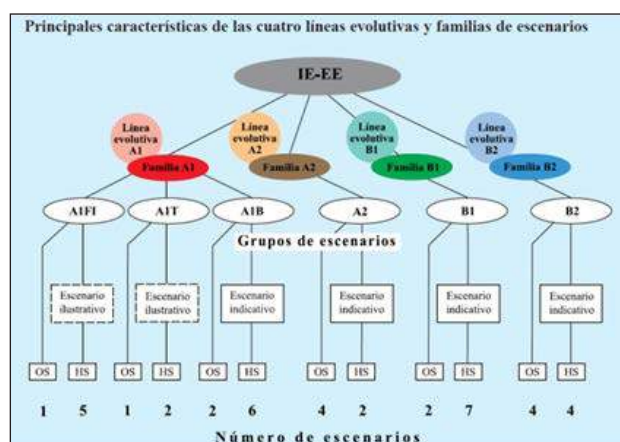 Principales características de las cuatro líneas evolutivas y familias de escenarios
IE-EE
Línea
evolutiva
A1
Línea
evolutiva
A2
Línea
evolutiva
B1
Línea
evolutiva
B2
Familia A1
Familia A2
Familia B1
Familia B2
A1FI
A1T
A1B
A2
B1
B2
Grupos de escenarios
Escenario
ilustrativo
Escenario
ilustrativo
Escenario
indicativo
Escenario
indicativo
Escenario
indicativo
Escenario
indicativo
OS HS OS HS OS HS OS HS OS HS OS HS
1 5 1 2 2 6 4 2 2 7 4 4
Número de escenarios